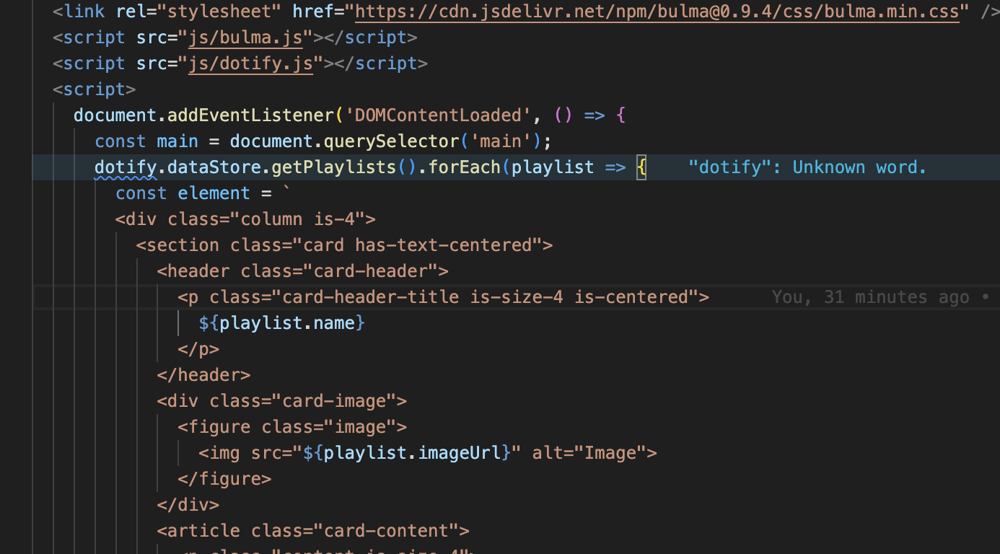 <link rel="stylesheet" href="https://cdn.jsdelivr.net/npm/bulma@0.9.4/css/bulma.min.css" />
<script src="js/bulma.js"></script>
<script src="js/dotify.js"></script>
<script>
document.addEventListener('DOMContentLoaded', () => {
const main = document.querySelector('main');
dotify.dataStore.getPlaylists().forEach(playlist => { "dotify": Unknown word.
const element = `
<div class="column is-4">
<section class="card has-text-centered">
<header class="card-header">
<p class="card-header-title is-size-4 is-centered"> You, 31 minutes ago •
${playlist.name}
</p>
</header>
<div class="card-image">
<figure class="image">
<img src="${playlist.imageUrl}" alt="Image">
</figure>
</div>
<article class="card-content">
<p class="content is-size-4">